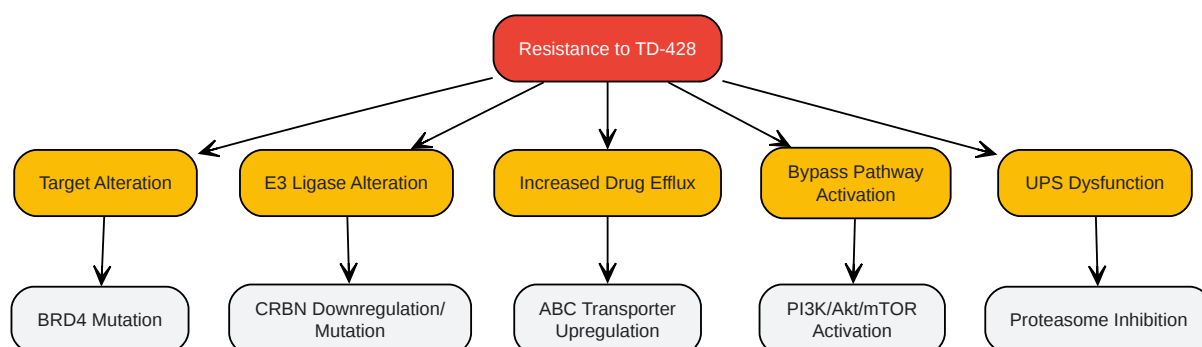 Resistance to TD-428
Target Alteration
E3 Ligase Alteration
Increased Drug Efflux
Bypass Pathway
Activation
UPS Dysfunction
BRD4 Mutation
CRBN Downregulation/
Mutation
ABC Transporter
Upregulation
PI3K/Akt/mTOR
Activation
Proteasome Inhibition